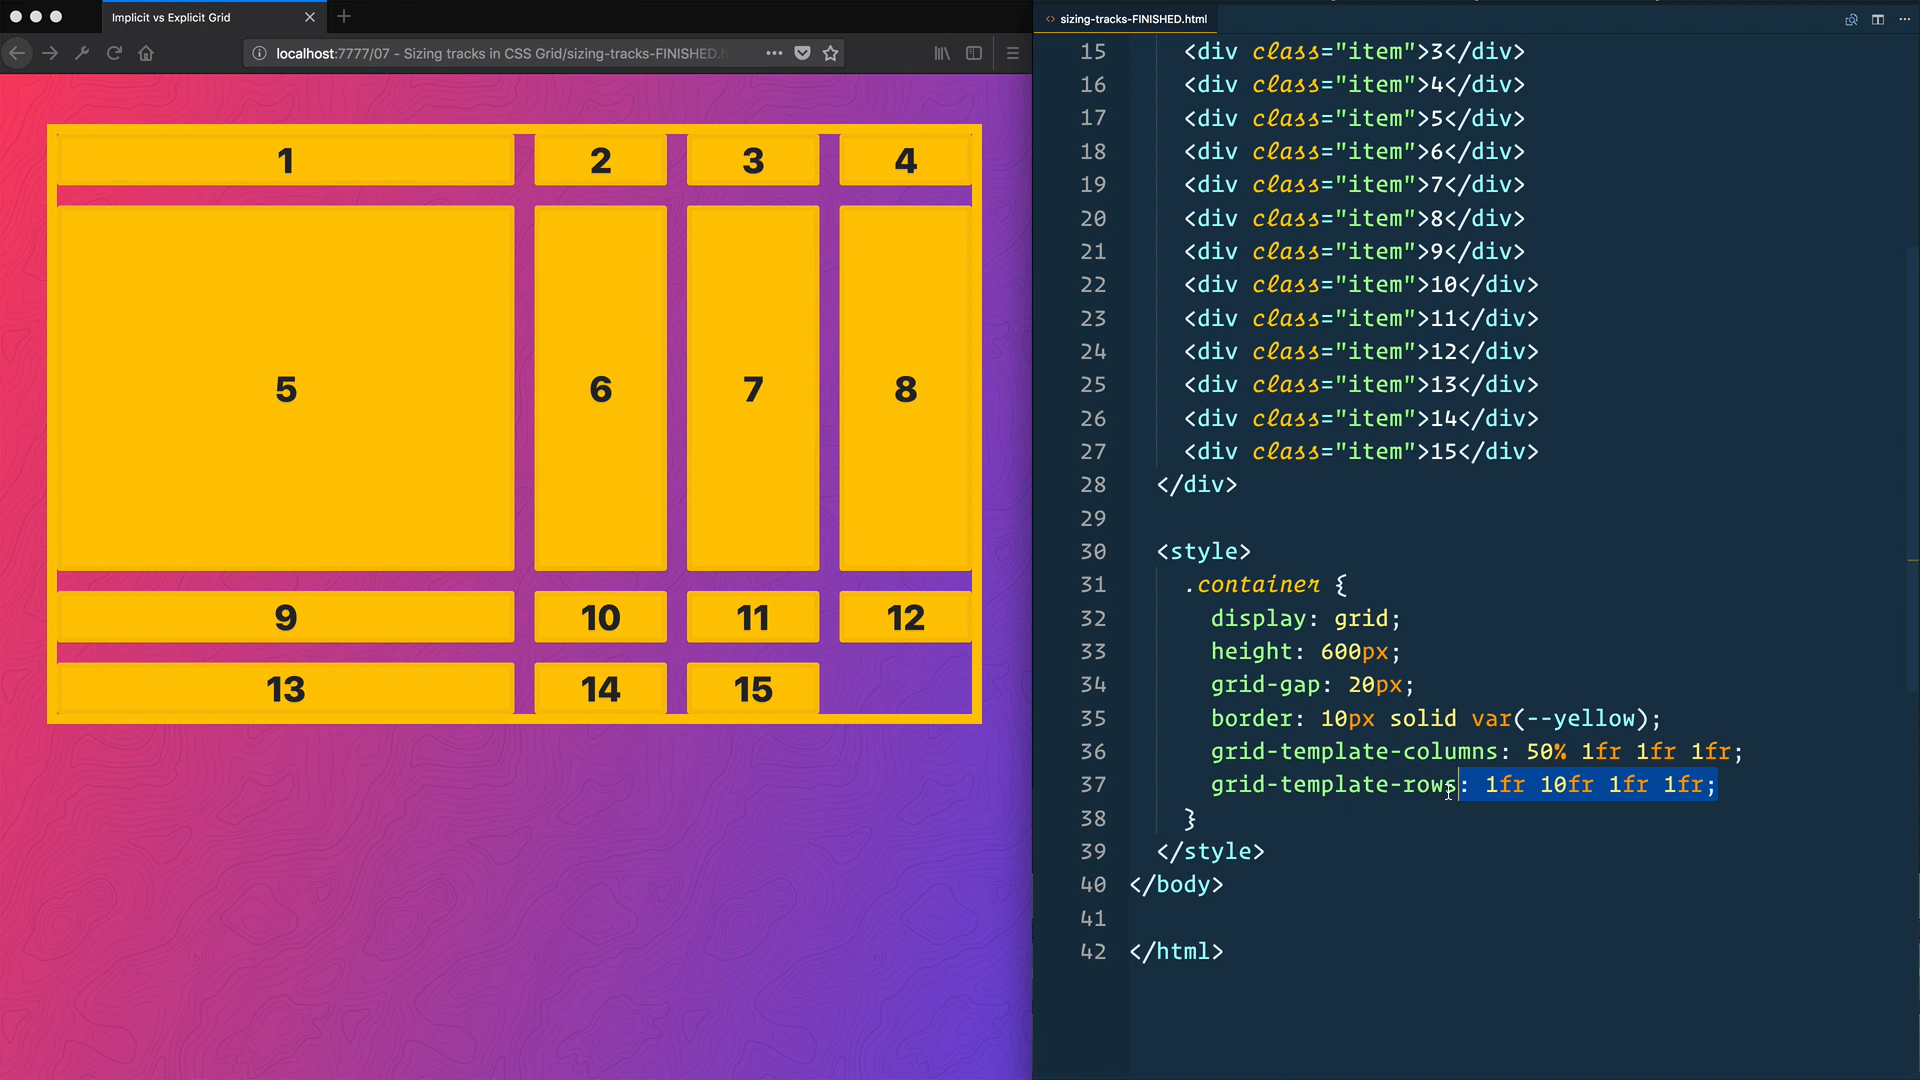 Implicit vs Explicit Grid
localhost:7777/07 - Sizing tracks in CSS Grid/sizing-tracks-FINISHED.h
1 2 3 4
5 6 7 8
9 10 11 12
13 14 15
<> sizing-tracks-FINISHED.html
15 <div class="item">3</div>
16 <div class="item">4</div>
17 <div class="item">5</div>
18 <div class="item">6</div>
19 <div class="item">7</div>
20 <div class="item">8</div>
21 <div class="item">9</div>
22 <div class="item">10</div>
23 <div class="item">11</div>
24 <div class="item">12</div>
25 <div class="item">13</div>
26 <div class="item">14</div>
27 <div class="item">15</div>
28 </div>
29
30 <style>
31 .container {
32 display: grid;
33 height: 600px;
34 grid-gap: 20px;
35 border: 10px solid var(--yellow);
36 grid-template-columns: 50% 1fr 1fr 1fr;
37 grid-template-rows: 1fr 10fr 1fr 1fr;
38 }
39 </style>
40 </body>
41
42 </html>